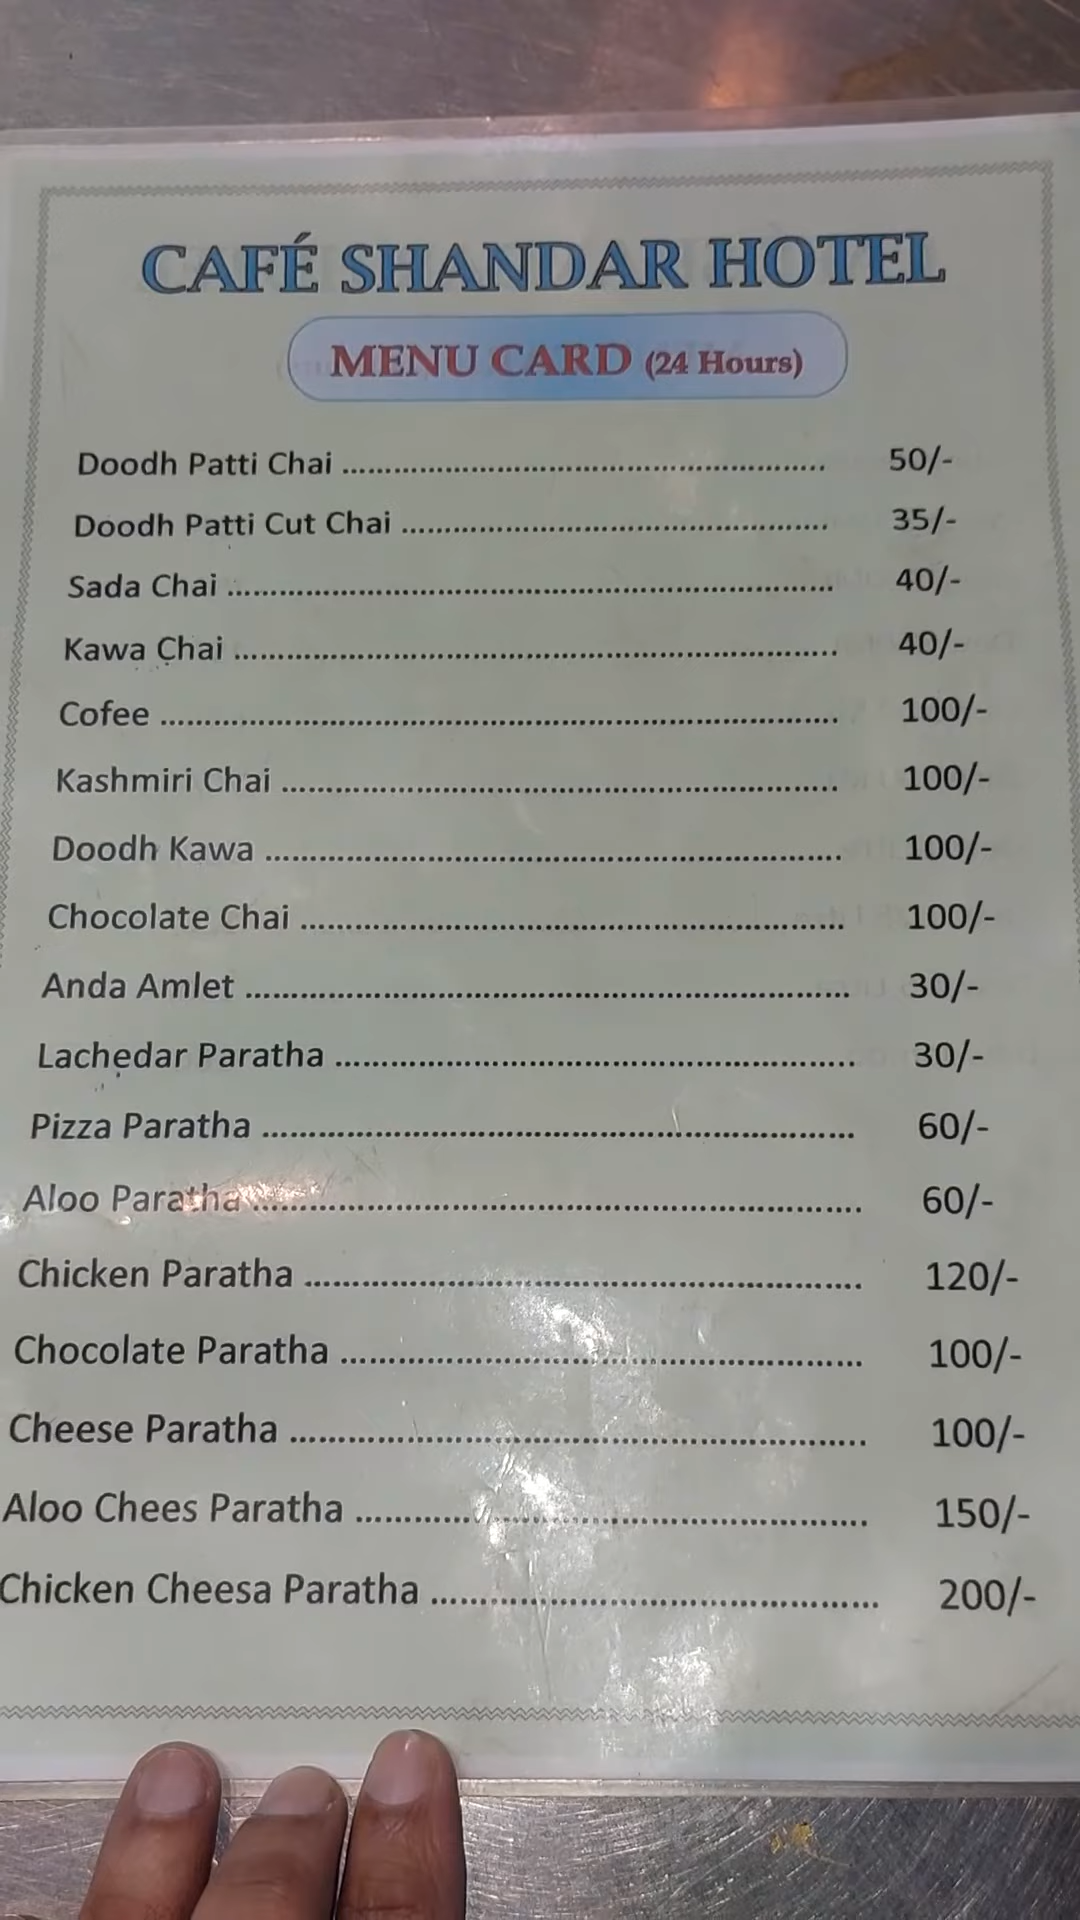 CAFÉ SHANDAR HOTEL
MENU CARD (24 Hours)
Doodh Patti Chai ........................................................ 50/-
Doodh Patti Cut Chai .................................................. 35/-
Sada Chai ...................................................................... 40/-
Kawa Chai ..................................................................... 40/-
Cofee .............................................................................. 100/-
Kashmiri Chai ................................................................ 100/-
Doodh Kawa .................................................................. 100/-
Chocolate Chai .............................................................. 100/-
Anda Amlet .................................................................... 30/-
Lachedar Paratha .......................................................... 30/-
Pizza Paratha .................................................................. 60/-
Aloo Paratha ................................................................... 60/-
Chicken Paratha .............................................................. 120/-
Chocolate Paratha .......................................................... 100/-
Cheese Paratha ............................................................... 100/-
Aloo Chees Paratha ........................................................ 150/-
Chicken Cheesa Paratha ................................................ 200/-